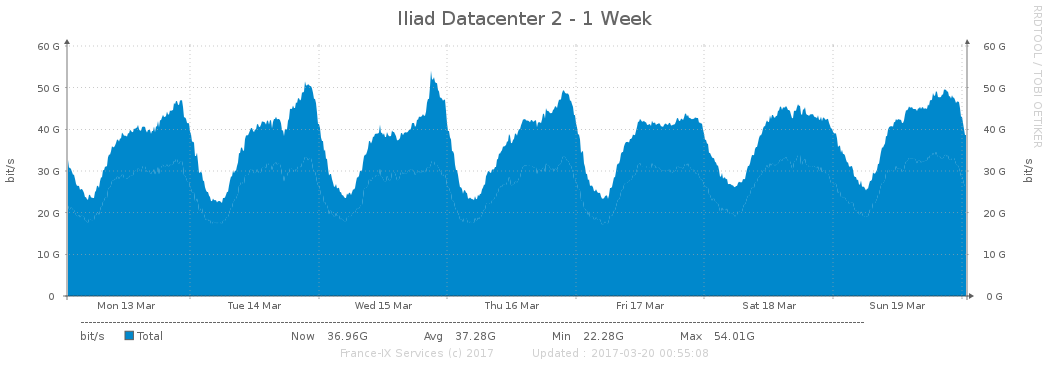 Iliad Datacenter 2 - 1 Week
RRDTOOL / TOBI OETIKER
60 G 60 G
50 G 50 G
40 G 40 G
30 G 30 G
20 G 20 G
10 G 10 G
0 0 G
bit/s
bit/s
Mon 13 Mar Tue 14 Mar Wed 15 Mar Thu 16 Mar Fri 17 Mar Sat 18 Mar Sun 19 Mar
bit/s Total Now 36.96G Avg 37.28G Min 22.28G Max 54.01G
France-IX Services (c) 2017 Updated : 2017-03-20 00:55:08